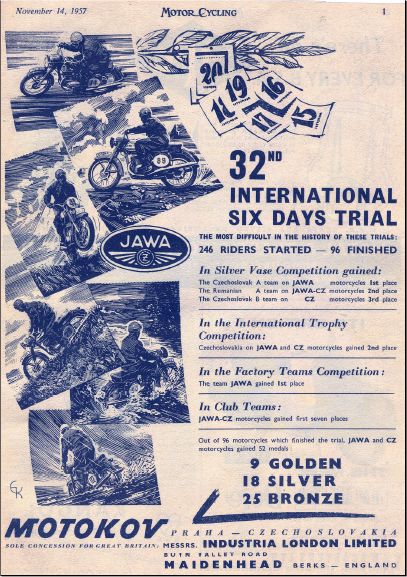 November 14, 1957 MOTOR CYCLING 1
20
19
18
16
17
15
32ND
INTERNATIONAL
SIX DAYS TRIAL
THE MOST DIFFICULT IN THE HISTORY OF THESE TRIALS:
246 RIDERS STARTED — 96 FINISHED
89
JAWA
CZ
In Silver Vase Competition gained:
The Czechoslovak A team on JAWA motorcycles 1st place
The Rumanian A team on JAWA-CZ motorcycles 2nd place
The Czechoslovak B team on CZ motorcycles 3rd place
In the International Trophy
Competition:
Czechoslovakia on JAWA and CZ motorcycles gained 2nd place
In the Factory Teams Competition:
The team JAWA gained 1st place
In Club Teams:
JAWA-CZ motorcycles gained first seven places
Out of 96 motorcycles which finished the trial, JAWA and CZ
motorcycles gained 52 medals:
9 GOLDEN
18 SILVER
25 BRONZE
MOTOKOV PRAHA — CZECHOSLOVAKIA
SOLE CONCESSION FOR GREAT BRITAIN: MESSRS. INDUSTRIA LONDON LIMITED
VALLEY ROAD
MAIDENHEAD BERKS — ENGLAND